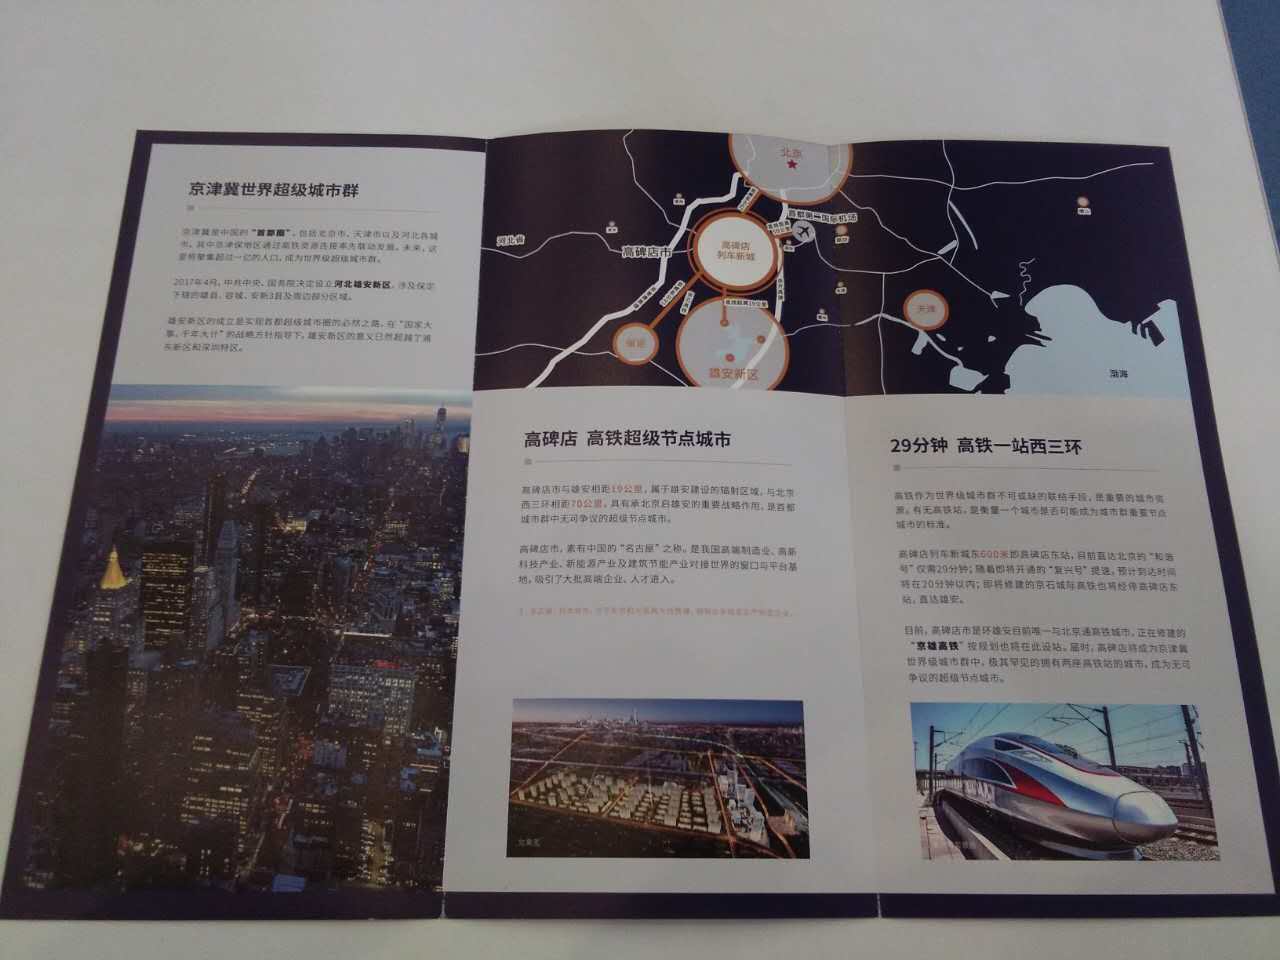 京津冀世界超级城市群
京津冀是中国的“首都圈”，包括北京市、天津市以及河北各城
市。其中京津保地区通过高铁资源连接率先联动发展。未来，这
里将聚集超过一亿的人口，成为世界级超级城市群。
2017年4月，中共中央、国务院决定设立河北雄安新区，涉及保定
下辖的雄县、容城、安新3县及周边部分区域。
雄安新区的成立是实现首都超级城市圈的必然之路，在“国家大
事，千年大计”的战略方针指导下，雄安新区的意义已然超越了浦
东新区和深圳特区。
北京
首都第二国际机场
河北省
高碑店市
高碑店
列车新城
天津
保定
雄安新区
渤海
高碑店 高铁超级节点城市
高碑店市与雄安相距19公里，属于雄安建设的辐射区域，与北京
西三环相距70公里，具有承北京启雄安的重要战略作用，是首都
城市群中无可争议的超级节点城市。
高碑店市，素有中国的“名古屋”之称，是我国高端制造业、高新
科技产业、新能源产业及建筑节能产业对接世界的窗口与平台基
地，吸引了大批高端企业、人才进入。
效果图
29分钟 高铁一站西三环
高铁作为世界级城市群不可或缺的联络手段，是重要的城市资
源。有无高铁站，是衡量一个城市是否可能成为城市群重要节点
城市的标准。
高碑店列车新城东600米即高碑店东站，目前直达北京的“和谐
号”仅需29分钟；随着即将开通的“复兴号”提速，预计到达时间
将在20分钟以内；即将修建的京石城际高铁也将经停高碑店东
站，直达雄安。
目前，高碑店市是环雄安目前唯一与北京通高铁城市，正在修建的
“京雄高铁”按规划也将在此设站。届时，高碑店将成为京津冀
世界级城市群中，极其罕见的拥有两座高铁站的城市，成为无可
争议的超级节点城市。